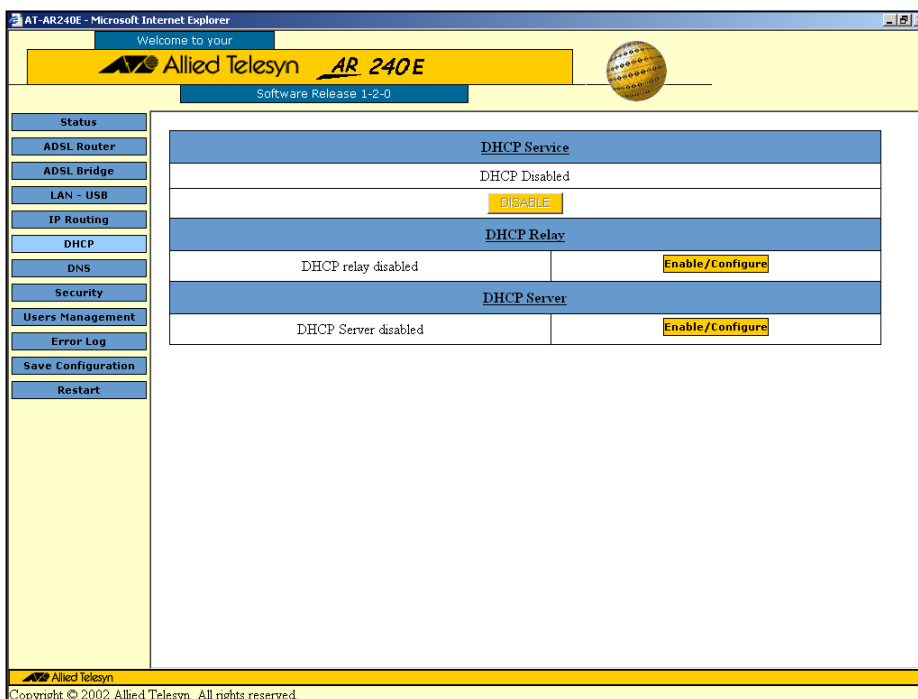 AT-AR240E - Microsoft Internet Explorer
Welcome to your
Allied Telesyn AR 240E
Software Release 1-2-0
Status
ADSL Router
ADSL Bridge
LAN - USB
IP Routing
DHCP
DNS
Security
Users Management
Error Log
Save Configuration
Restart
DHCP Service
DHCP Disabled
DISABLE
DHCP Relay
DHCP relay disabled Enable/Configure
DHCP Server
DHCP Server disabled Enable/Configure
Allied Telesyn
Copyright © 2002 Allied Telesyn. All rights reserved.